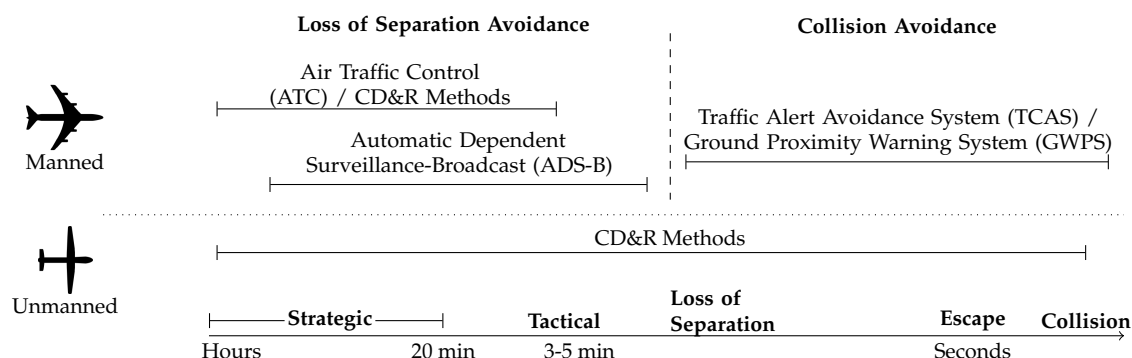 Loss of Separation Avoidance
Collision Avoidance
Air Traffic Control
(ATC) / CD&R Methods
Traffic Alert Avoidance System (TCAS) /
Ground Proximity Warning System (GWPS)
Manned
Automatic Dependent
Surveillance-Broadcast (ADS-B)
CD&R Methods
Unmanned
Strategic
Tactical
Loss of
Separation
Escape
Collision
Hours
20 min
3-5 min
Seconds